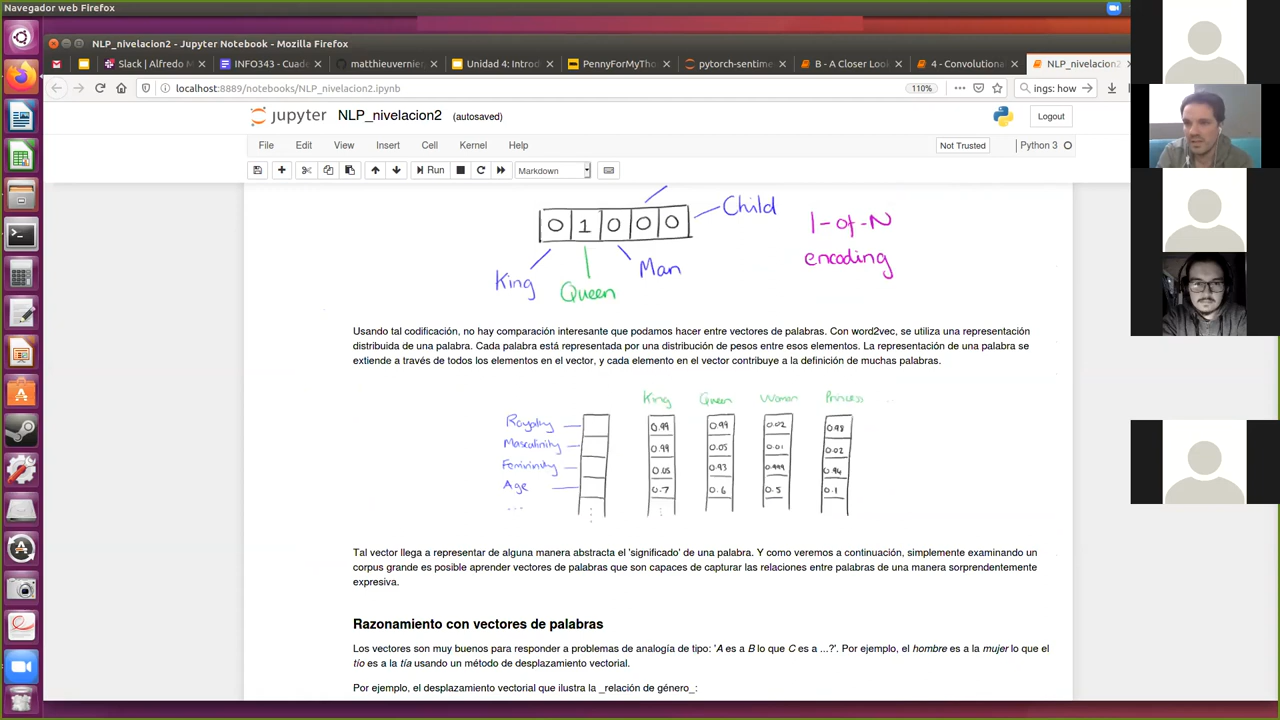 Navegador web Firefox
NLP_nivelacion2 - Jupyter Notebook - Mozilla Firefox
Slack | Alfredo M
INFO343 - Cuade
matthieuvernier
Unidad 4: Introd
PennyForMyTho
pytorch-sentime
B - A Closer Look
4 - Convolutiona
NLP_nivelacion2
localhost:8889/notebooks/NLP_nivelacion2.ipynb
110%
ings: how
jupyter
NLP_nivelacion2 (autosaved)
Logout
File Edit View Insert Cell Kernel Help
Not Trusted
Python 3
Run
Markdown
0 1 0 0 0
Child
1-of-N
encoding
King
Queen
Man
Usando tal codificación, no hay comparación interesante que podamos hacer entre vectores de palabras. Con word2vec, se utiliza una representación
distribuida de una palabra. Cada palabra está representada por una distribución de pesos entre esos elementos. La representación de una palabra se
extiende a través de todos los elementos en el vector, y cada elemento en el vector contribuye a la definición de muchas palabras.
King Queen Woman Princess ...
Royalty 0.99 0.99 0.02 0.98
Masculinity 0.99 0.05 0.01 0.02
Femininity 0.05 0.93 0.999 0.94
Age 0.7 0.6 0.5 0.1
...
Tal vector llega a representar de alguna manera abstracta el 'significado' de una palabra. Y como veremos a continuación, simplemente examinando un
corpus grande es posible aprender vectores de palabras que son capaces de capturar las relaciones entre palabras de una manera sorprendentemente
expresiva.
Razonamiento con vectores de palabras
Los vectores son muy buenos para responder a problemas de analogía de tipo: 'A es a B lo que C es a ...?'. Por ejemplo, el hombre es a la mujer lo que el
tío es a la tía usando un método de desplazamiento vectorial.
Por ejemplo, el desplazamiento vectorial que ilustra la _relación de género_: